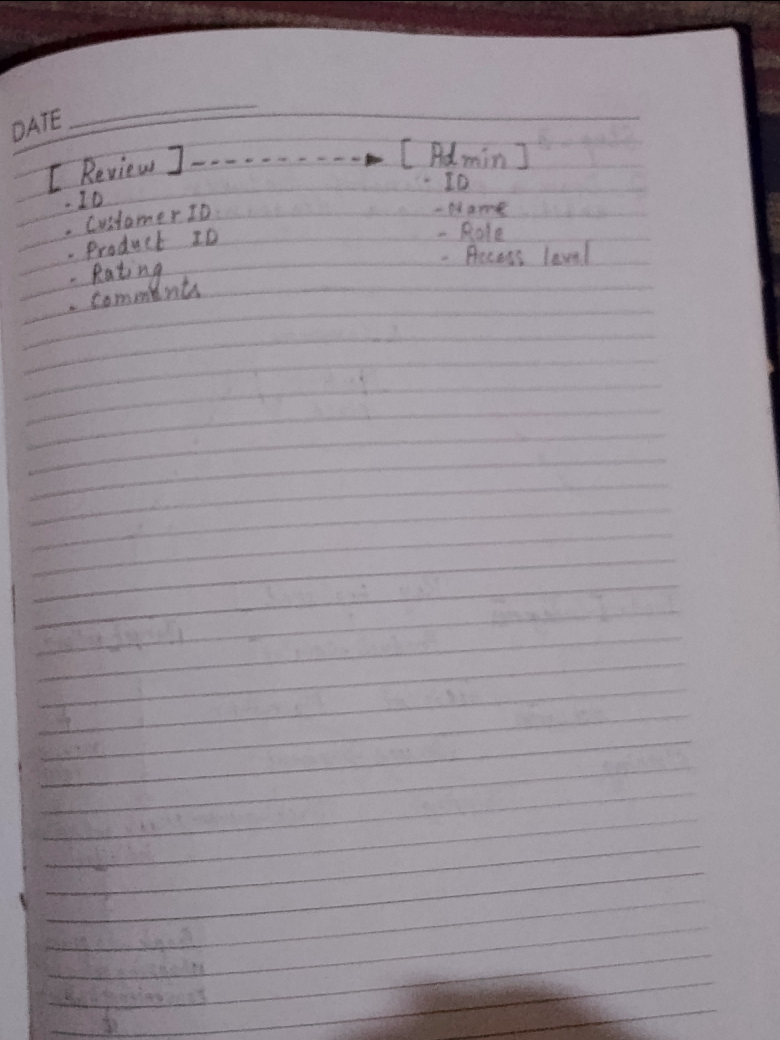 DATE
[ Review ] ----------► [ Admin ]
- ID
- ID
- Customer ID
- Name
- Product ID
- Role
- Rating
- Access level
- Comments